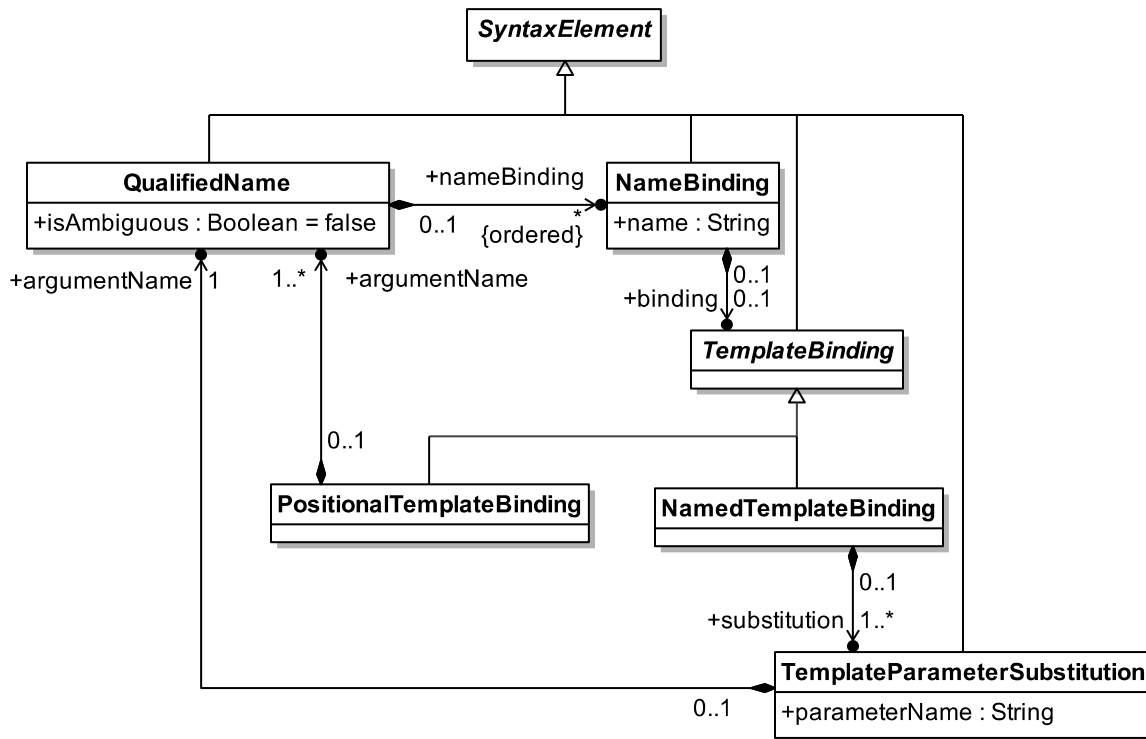 SyntaxElement
QualifiedName
+isAmbiguous : Boolean = false
+nameBinding
0..1
*
{ordered}
NameBinding
+name : String
+argumentName
1
1..*
+argumentName
0..1
+binding
0..1
TemplateBinding
0..1
PositionalTemplateBinding
NamedTemplateBinding
0..1
+substitution
1..*
TemplateParameterSubstitution
+parameterName : String
0..1